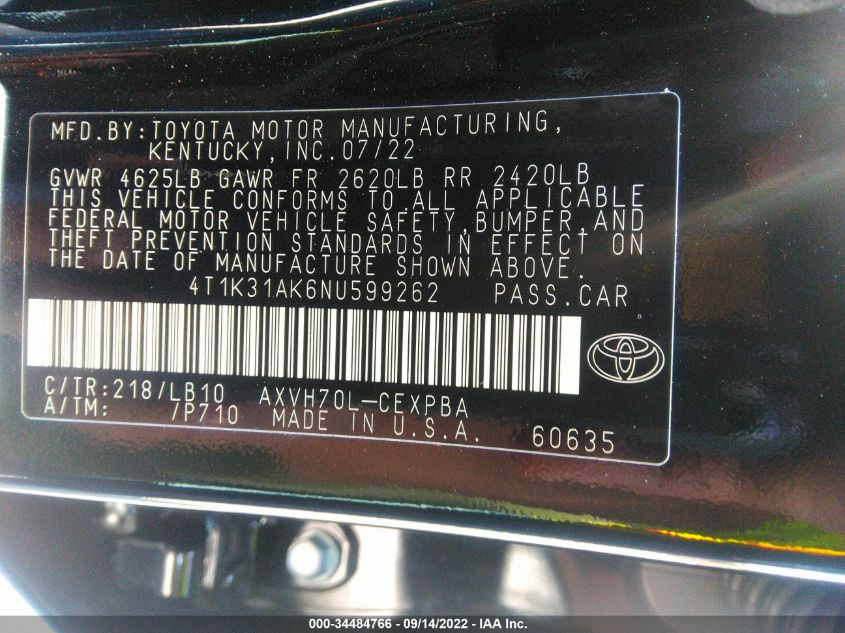 MFD.BY:TOYOTA MOTOR MANUFACTURING,
KENTUCKY,INC.07/22
GVWR 4625LB GAWR FR 2620LB RR 2420LB
THIS VEHICLE CONFORMS TO ALL APPLICABLE
FEDERAL MOTOR VEHICLE SAFETY,BUMPER,AND
THEFT PREVENTION STANDARDS IN EFFECT ON
THE DATE OF MANUFACTURE SHOWN ABOVE.
4T1K31AK6NU599262 PASS.CAR
C/TR:218/LB10 AXVH70L-CEXPBA
A/TM: /P710 MADE IN U.S.A. 60635
000-34484766 - 09/14/2022 - IAA Inc.